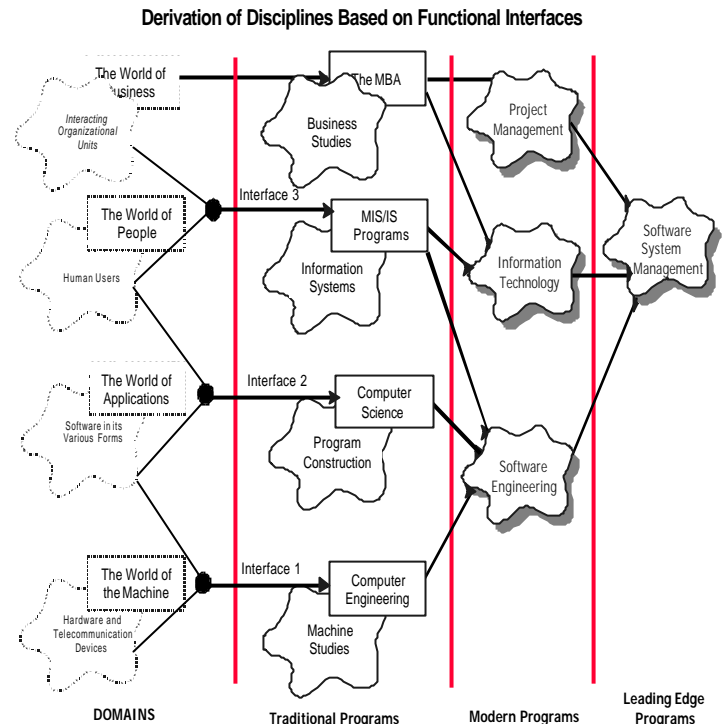 Derivation of Disciplines Based on Functional Interfaces
The World of
Business
Interacting
Organizational
Units
The MBA
Business
Studies
Project
Management
Interface 3
The World of
People
Human Users
MIS/IS
Programs
Information
Systems
Information
Technology
Software
System
Management
Interface 2
The World of
Applications
Software in its
Various Forms
Computer
Science
Program
Construction
Software
Engineering
Interface 1
The World of
the Machine
Hardware and
Telecommunication
Devices
Computer
Engineering
Machine
Studies
DOMAINS
Traditional Programs
Modern Programs
Leading Edge
Programs